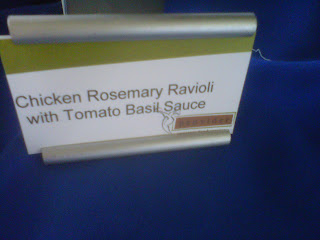 Chicken Rosemary Ravioli
with Tomato Basil Sauce